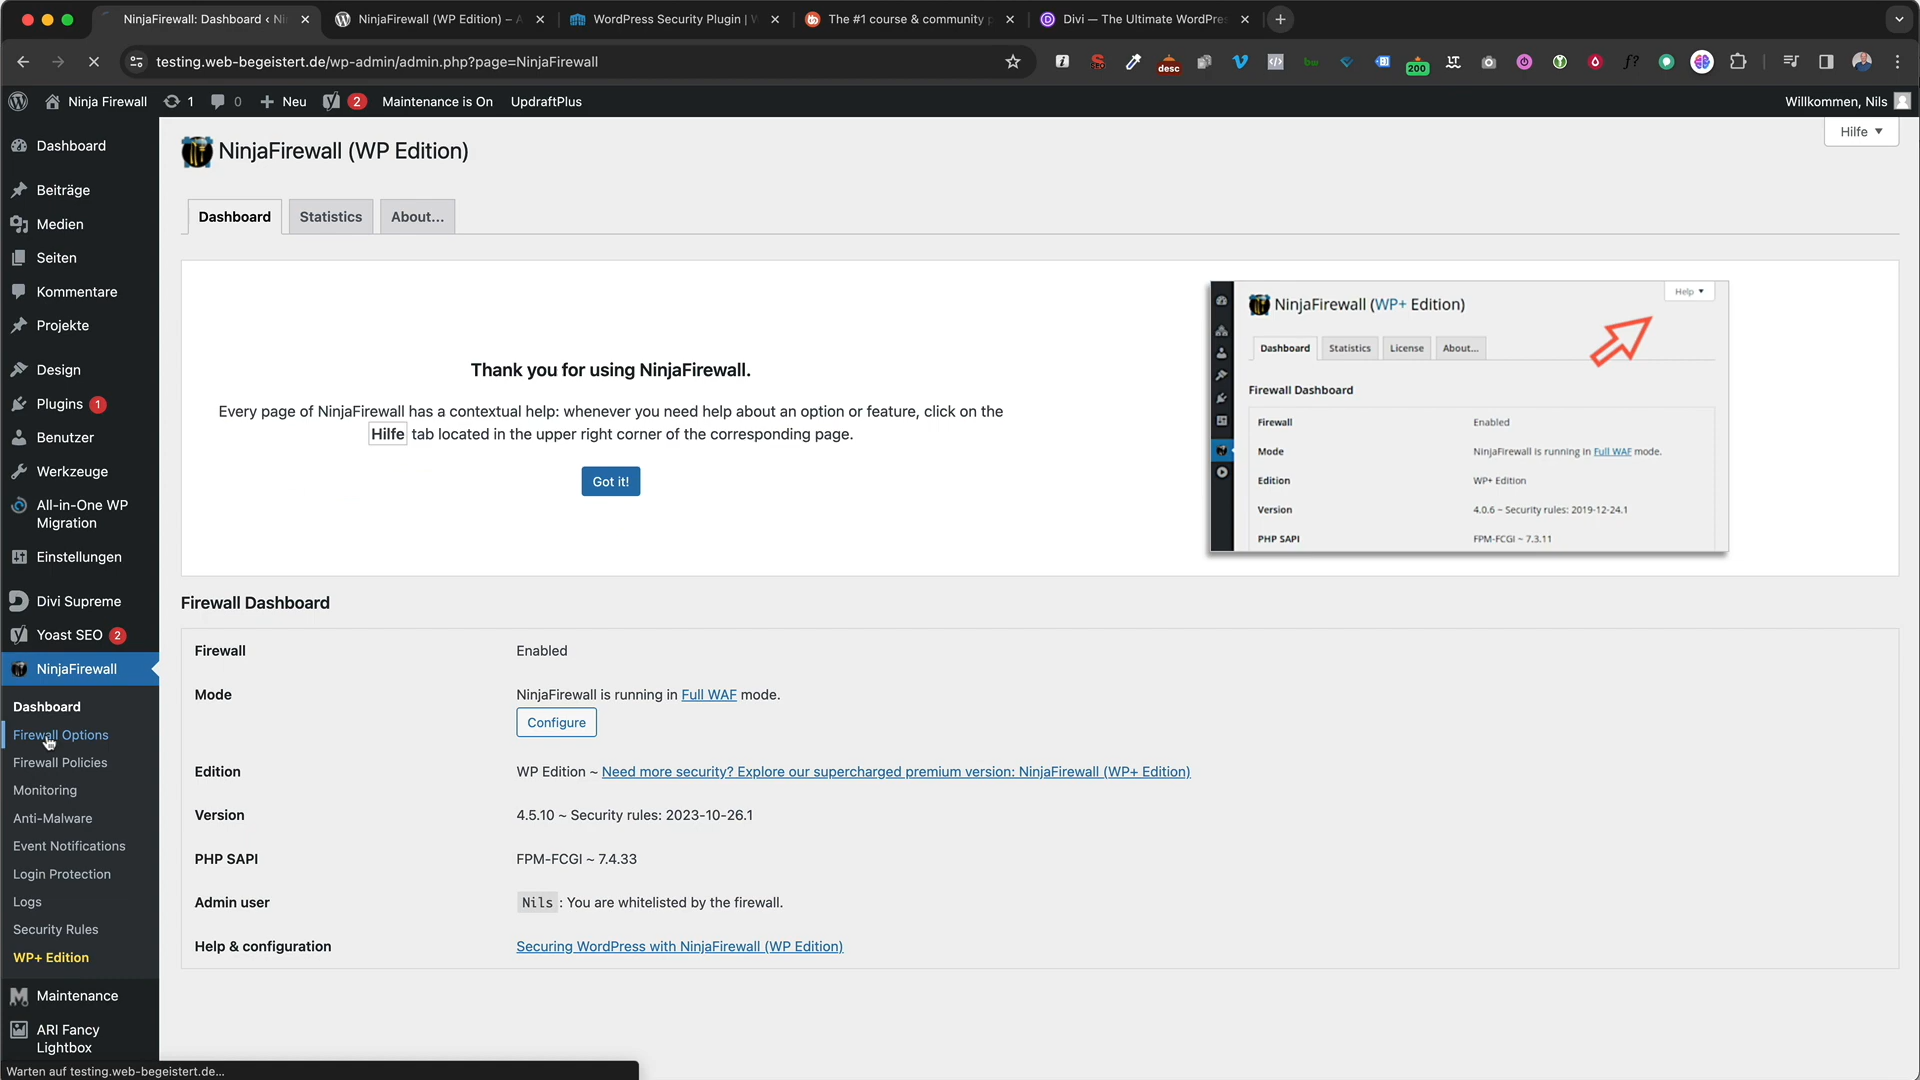 NinjaFirewall: Dashboard ‹ Ni
NinjaFirewall (WP Edition) – A
WordPress Security Plugin | W
The #1 course & community p
Divi — The Ultimate WordPre
testing.web-begeistert.de/wp-admin/admin.php?page=NinjaFirewall
desc
200
f?
Ninja Firewall
1
0
Neu
2
Maintenance is On
UpdraftPlus
Willkommen, Nils
Hilfe
Dashboard
Beiträge
Medien
Seiten
Kommentare
Projekte
Design
Plugins 1
Benutzer
Werkzeuge
All-in-One WP
Migration
Einstellungen
Divi Supreme
Yoast SEO 2
NinjaFirewall
Dashboard
Firewall Options
Firewall Policies
Monitoring
Anti-Malware
Event Notifications
Login Protection
Logs
Security Rules
WP+ Edition
Maintenance
ARI Fancy
Lightbox
NinjaFirewall (WP Edition)
Dashboard
Statistics
About...
Thank you for using NinjaFirewall.
Every page of NinjaFirewall has a contextual help: whenever you need help about an option or feature, click on the
Hilfe tab located in the upper right corner of the corresponding page.
Got it!
Help
NinjaFirewall (WP+ Edition)
Dashboard
Statistics
License
About...
Firewall Dashboard
Firewall Enabled
Mode NinjaFirewall is running in Full WAF mode.
Edition WP+ Edition
Version 4.0.6 ~ Security rules: 2019-12-24.1
PHP SAPI FPM-FCGI ~ 7.3.11
Firewall Dashboard
Firewall Enabled
Mode NinjaFirewall is running in Full WAF mode.
Configure
Edition WP Edition ~ Need more security? Explore our supercharged premium version: NinjaFirewall (WP+ Edition)
Version 4.5.10 ~ Security rules: 2023-10-26.1
PHP SAPI FPM-FCGI ~ 7.4.33
Admin user Nils : You are whitelisted by the firewall.
Help & configuration Securing WordPress with NinjaFirewall (WP Edition)
Warten auf testing.web-begeistert.de...